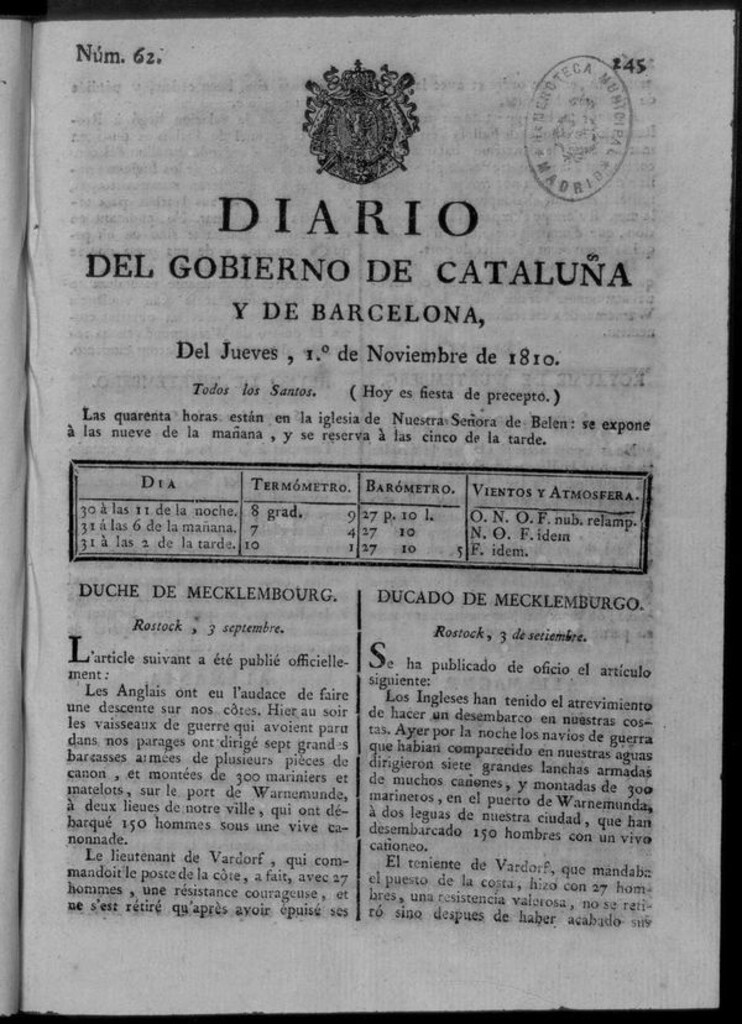 Núm. 62.
245
HEMEROTECA MUNICIPAL
MADRID
DIARIO
DEL GOBIERNO DE CATALUÑA
Y DE BARCELONA,
Del Jueves , 1.º de Noviembre de 1810.
Todos los Santos. ( Hoy es fiesta de precepto. )
Las quarenta horas están en la iglesia de Nuestra Señora de Belen: se expone
à las nueve de la mañana , y se reserva à las cinco de la tarde.
DIA TERMÓMETRO. BARÓMETRO. VIENTOS Y ATMOSFERA.
30 à las 11 de la noche. 8 grad. 9 27 p. 10 l. O. N. O. F. nub. relamp.
31 á las 6 de la mañana. 7 4 27 10 N. O. F. idem
31 à las 2 de la tarde. 10 1 27 10 5 F. idem.
DUCHE DE MECKLEMBOURG.
Rostock , 3 septembre.
L'article suivant a été publié officielle-
ment :
Les Anglais ont eu l'audace de faire
une descente sur nos côtes. Hier au soir
les vaisseaux de guerre qui avoient paru
dans nos parages ont dirigé sept grandes
barcasses armées de plusieurs pièces de
canon , et montées de 300 mariniers et
matelots, sur le port de Warnemunde,
à deux lieues de notre ville, qui ont dé-
barqué 150 hommes sous une vive ca-
nonnade.
Le lieutenant de Vardorf , qui com-
mandoit le poste de la côte, a fait, avec 27
hommes , une résistance courageuse, et
ne s'est rétiré qu'après avoir épuisé ses
DUCADO DE MECKLEMBURGO.
Rostock, 3 de setiembre.
Se ha publicado de oficio el artículo
siguiente:
Los Ingleses han tenido el atrevimiento
de hacer un desembarco en nuestras cos-
tas. Ayer por la noche los navios de guerra
que habian comparecido en nuestras aguas
dirigieron siete grandes lanchas armadas
de muchos cañones, y montadas de 300
marineros, en el puerto de Warnemunda,
à dos leguas de nuestra ciudad, que han
desembarcado 150 hombres con un vivo
cañoneo.
El teniente de Vardorf, que mandaba
el puesto de la costa, hizo con 27 hom-
bres, una resistencia valerosa, no se reti-
ró sino despues de haber acabado sus